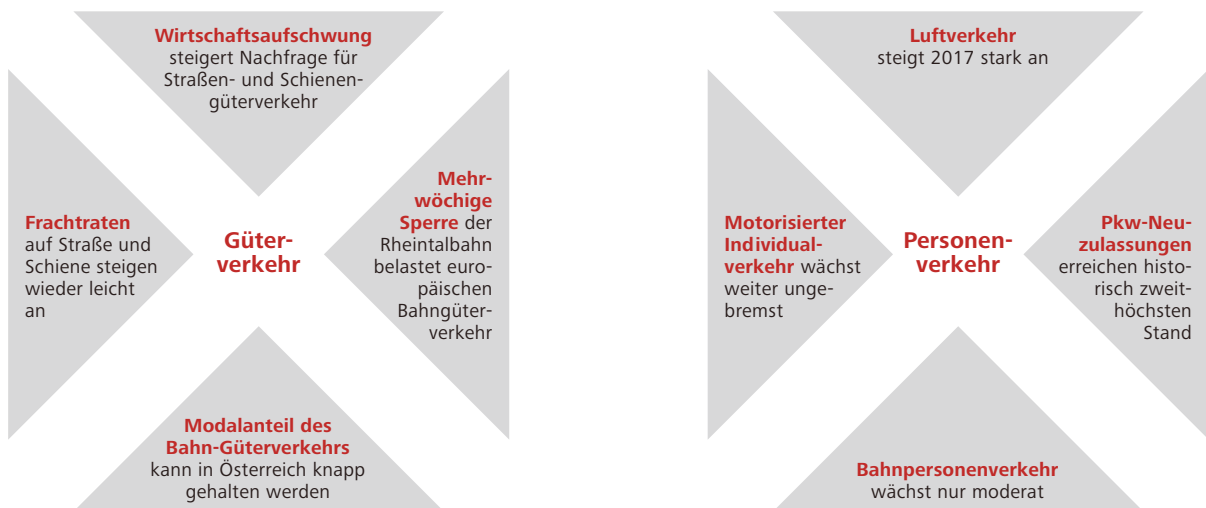 Wirtschaftsaufschwung
steigert Nachfrage für
Straßen- und Schienen-
güterverkehr
Frachtraten
auf Straße und
Schiene steigen
wieder leicht
an
Güter-
verkehr
Mehr-
wöchige
Sperre der
Rheintalbahn
belastet euro-
päischen
Bahngüter-
verkehr
Modalanteil des
Bahn-Güterverkehrs
kann in Österreich knapp
gehalten werden
Luftverkehr
steigt 2017 stark an
Motorisierter
Individual-
verkehr wächst
weiter unge-
bremst
Personen-
verkehr
Pkw-Neu-
zulassungen
erreichen histo-
risch zweit-
höchsten
Stand
Bahnpersonenverkehr
wächst nur moderat